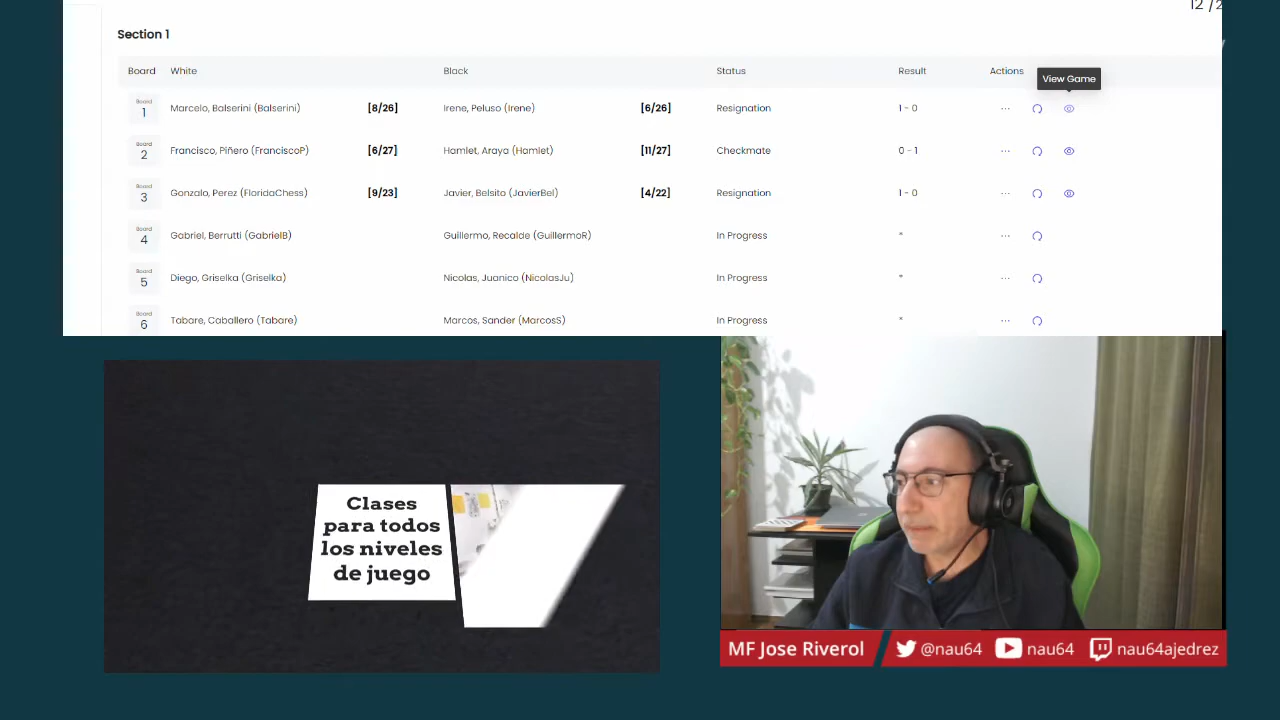 12 /2
Section 1
Board White Black Status Result Actions
View Game
Board 1 Marcelo, Balserini (Balserini) [8/26] Irene, Peluso (Irene) [6/26] Resignation 1 - 0 ...
Board 2 Francisco, Piñero (FranciscoP) [6/27] Hamlet, Araya (Hamlet) [11/27] Checkmate 0 - 1 ...
Board 3 Gonzalo, Perez (FloridaChess) [9/23] Javier, Belsito (JavierBel) [4/22] Resignation 1 - 0 ...
Board 4 Gabriel, Berrutti (GabrielB) Guillermo, Recalde (GuillermoR) In Progress * ...
Board 5 Diego, Griselka (Griselka) Nicolas, Juanico (NicolasJu) In Progress * ...
Board 6 Tabare, Caballero (Tabare) Marcos, Sander (MarcosS) In Progress * ...
Clases
para todos
los niveles
de juego
MF Jose Riverol @nau64 nau64 nau64ajedrez